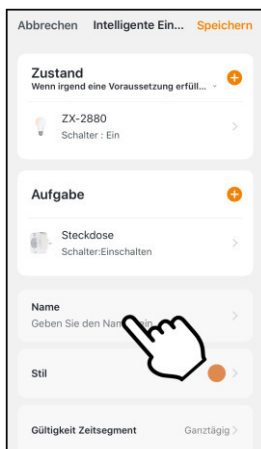 Abbrechen Intelligente Ein... Speichern
Zustand
Wenn irgend eine Voraussetzung erfüll...
ZX-2880
Schalter : Ein
Aufgabe
Steckdose
Schalter:Einschalten
Name
Geben Sie den Nam
Stil
Gültigkeit Zeitsegment Ganztägig